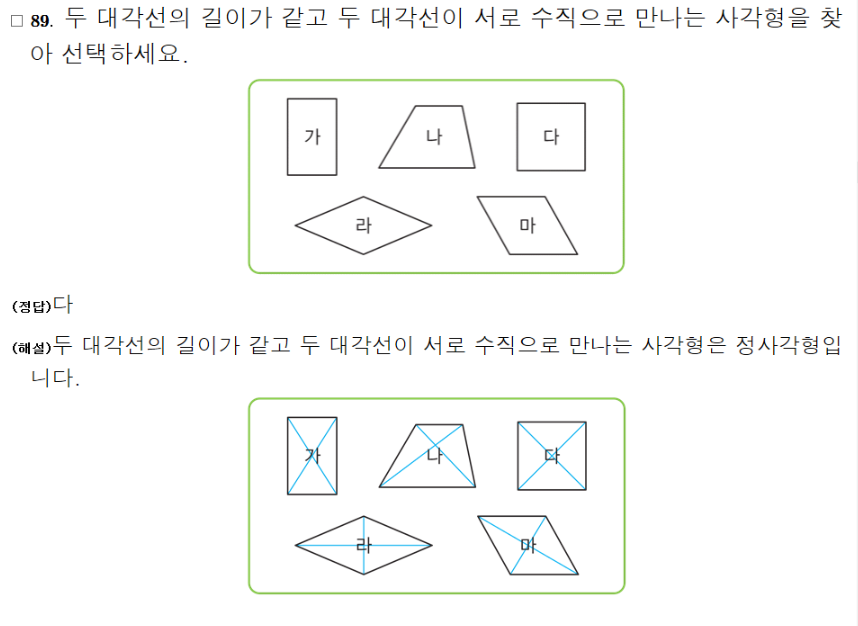 □ 89. 두 대각선의 길이가 같고 두 대각선이 서로 수직으로 만나는 사각형을 찾
아 선택하세요.
가 나 다
라 마
(정답)다
(해설)두 대각선의 길이가 같고 두 대각선이 서로 수직으로 만나는 사각형은 정사각형입
니다.
가 나 다
라 마